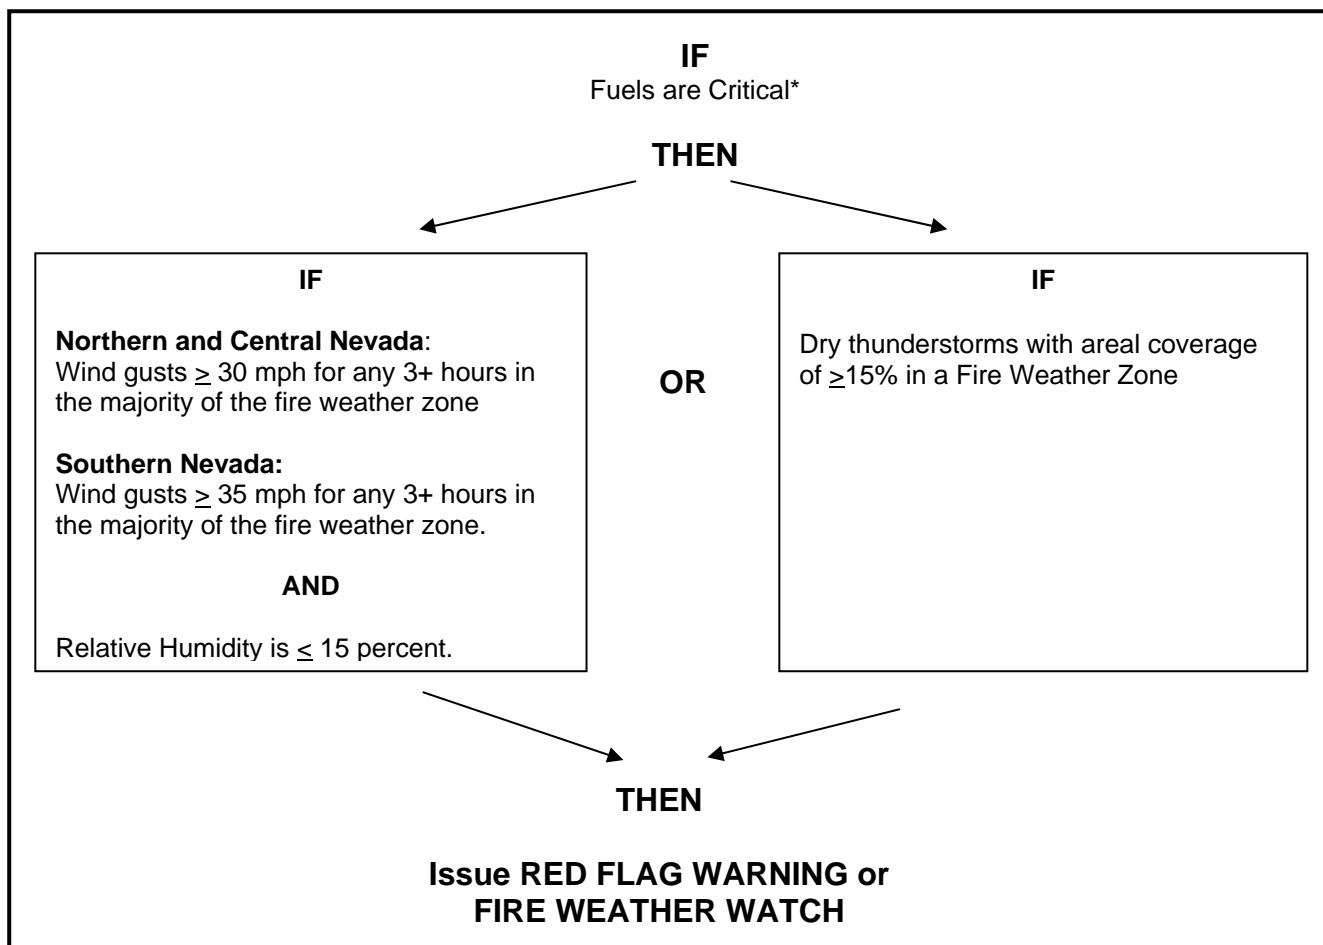 IF
Fuels are Critical*
THEN
IF
Northern and Central Nevada:
Wind gusts ≥ 30 mph for any 3+ hours in
the majority of the fire weather zone
Southern Nevada:
Wind gusts ≥ 35 mph for any 3+ hours in
the majority of the fire weather zone.
AND
Relative Humidity is ≤ 15 percent.
OR
IF
Dry thunderstorms with areal coverage
of ≥15% in a Fire Weather Zone
THEN
Issue RED FLAG WARNING or
FIRE WEATHER WATCH